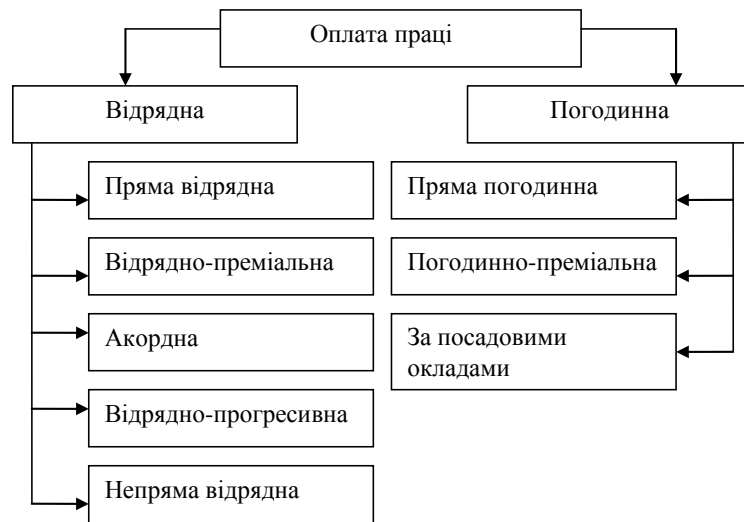 Оплата праці
Відрядна
Погодинна
Пряма відрядна
Відрядно-преміальна
Акордна
Відрядно-прогресивна
Непряма відрядна
Пряма погодинна
Погодинно-преміальна
За посадовими
окладами